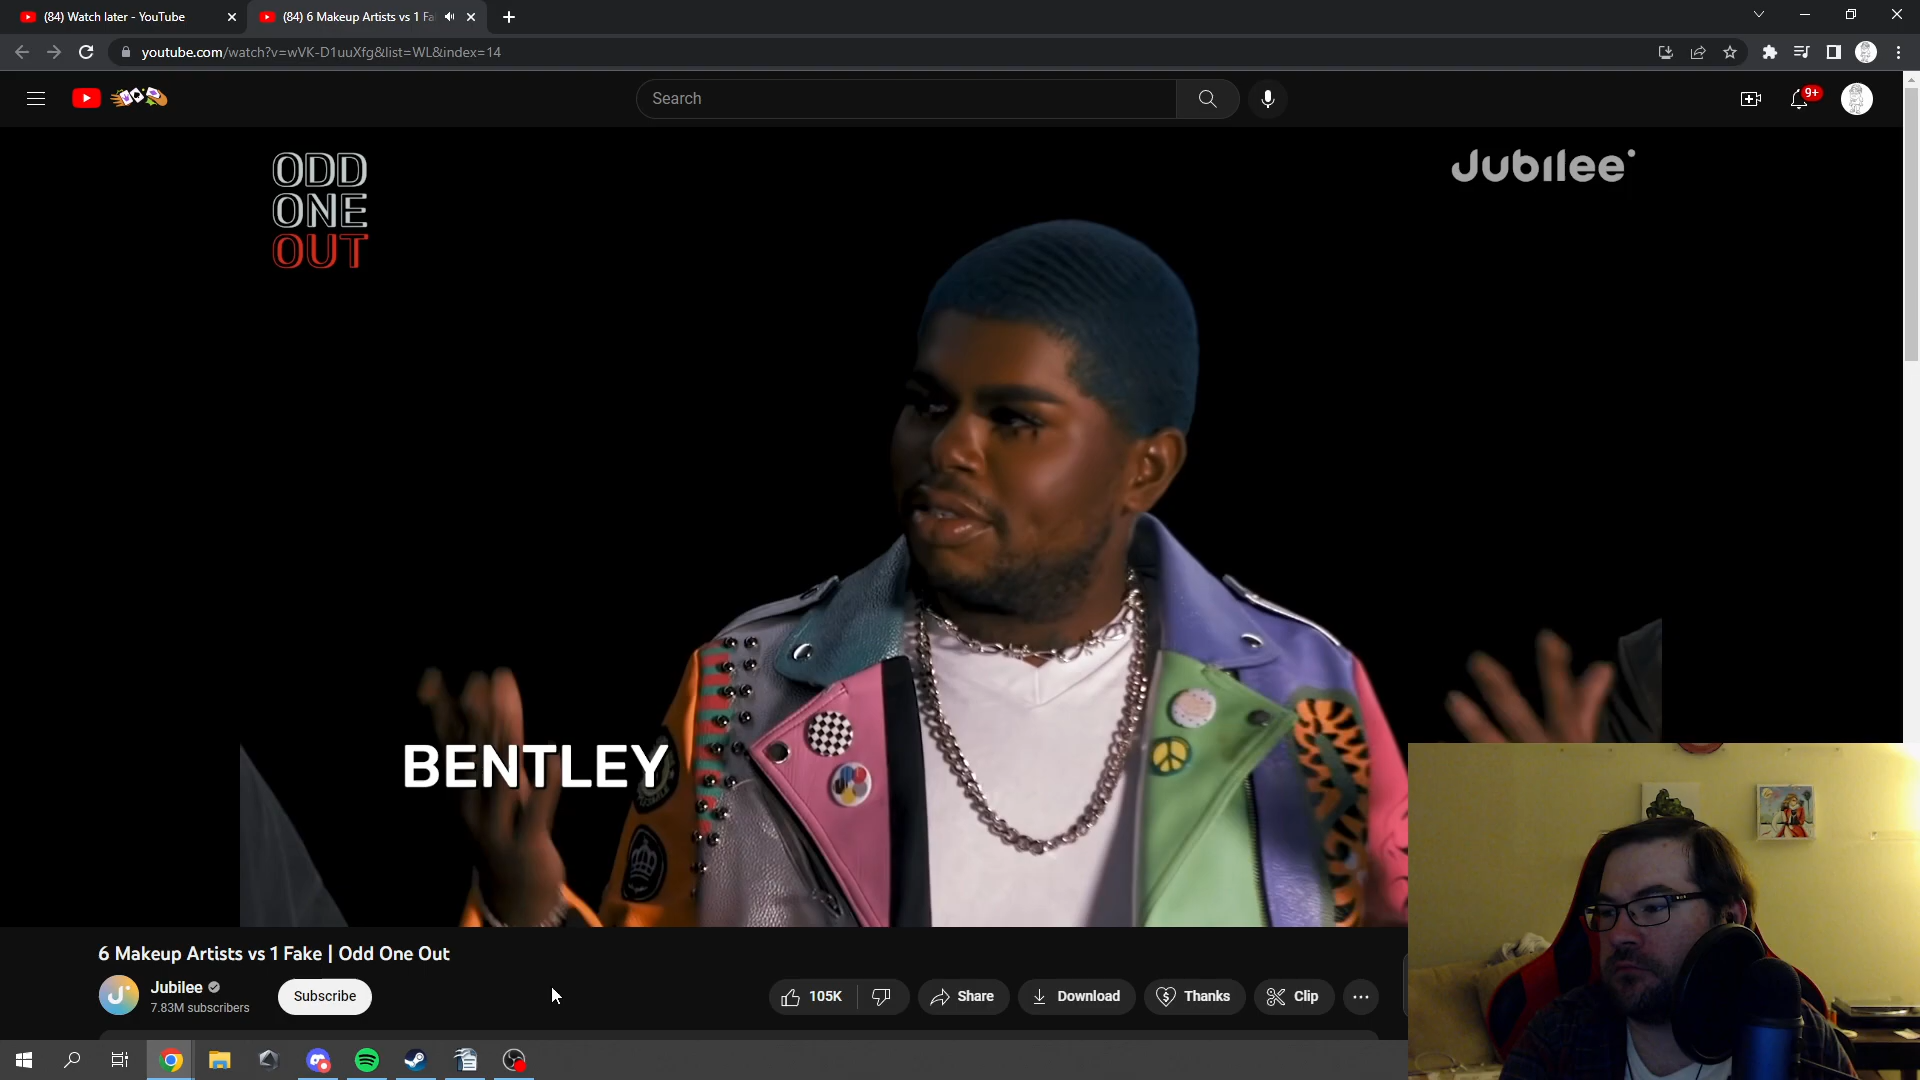 (84) Watch later - YouTube
(84) 6 Makeup Artists vs 1 Fa
youtube.com/watch?v=wVK-D1uuXfg&list=WL&index=14
Search
9+
ODD
ONE
OUT
Jubilee
BENTLEY
6 Makeup Artists vs 1 Fake | Odd One Out
Jubilee
7.83M subscribers
Subscribe
105K
Share
Download
Thanks
Clip